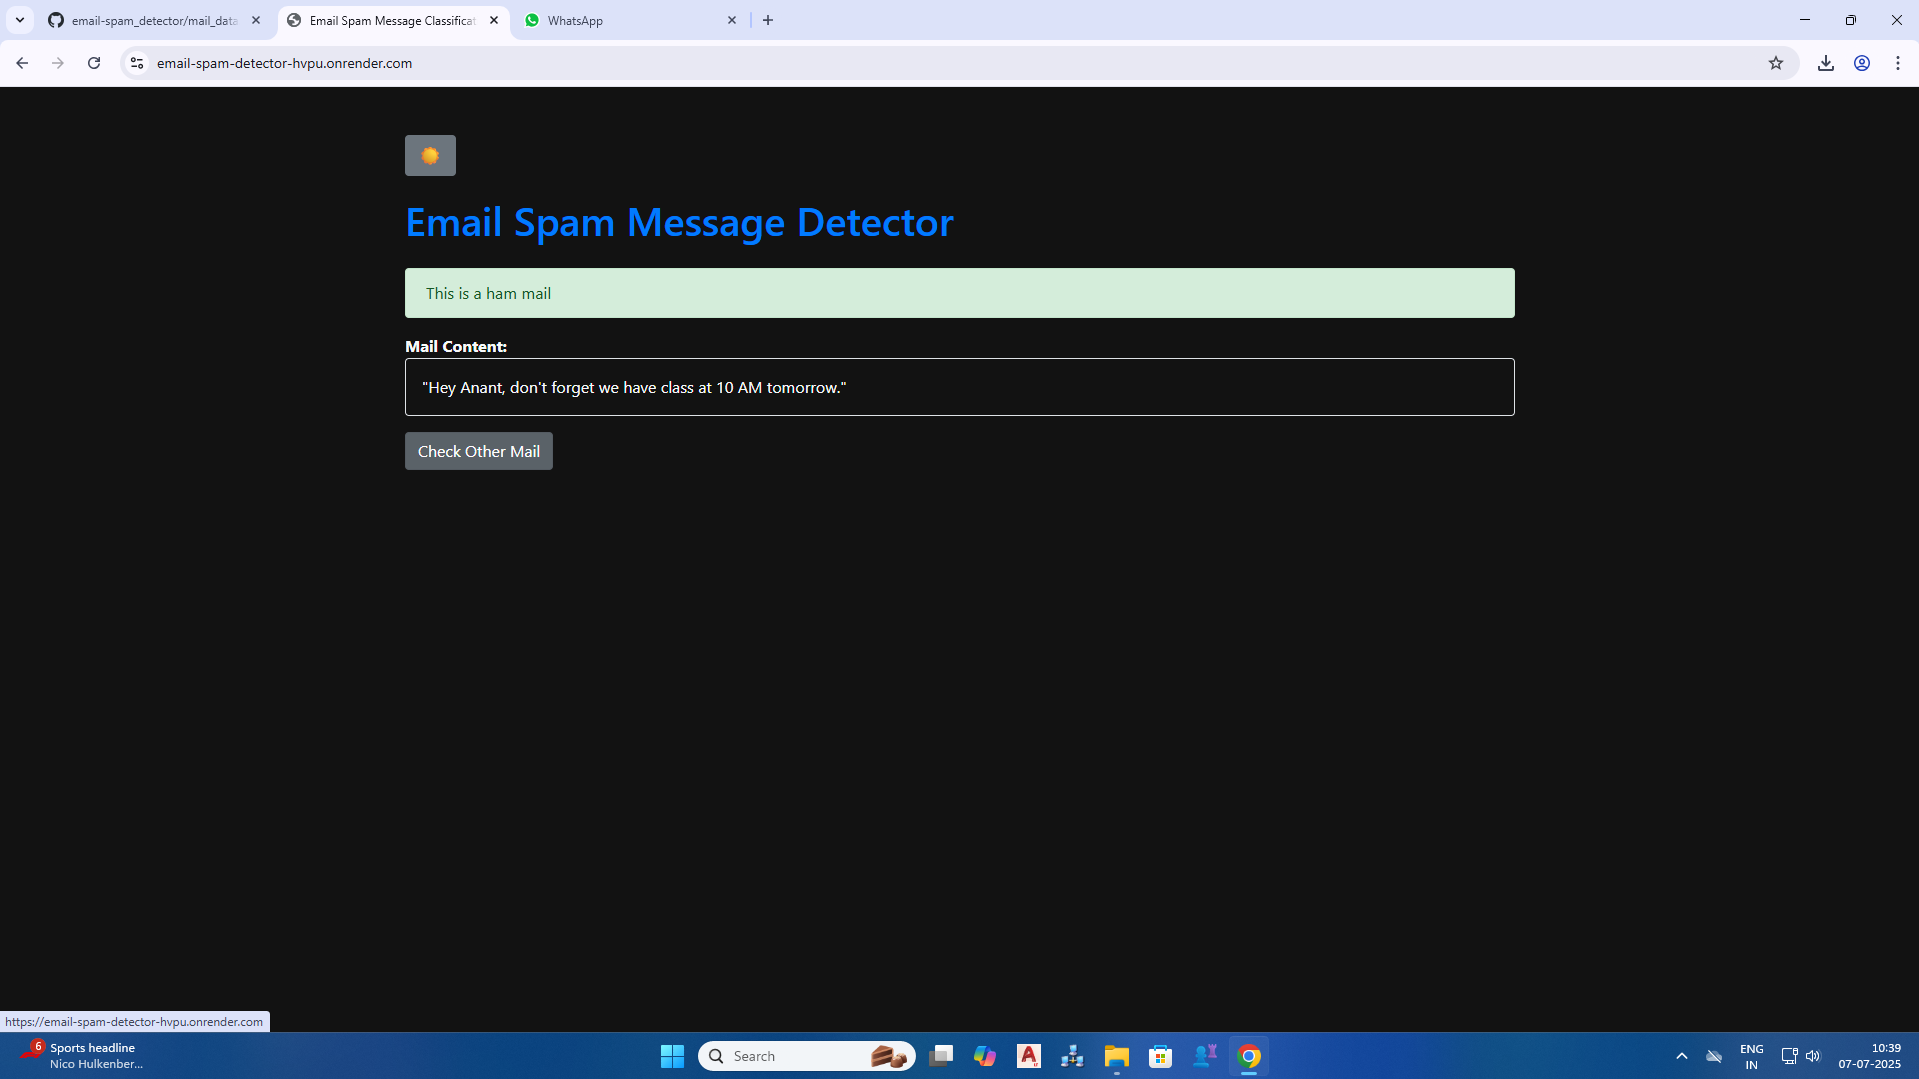 email-spam_detector/mail_data
Email Spam Message Classificat
WhatsApp
email-spam-detector-hvpu.onrender.com
Email Spam Message Detector
This is a ham mail
Mail Content:
"Hey Anant, don't forget we have class at 10 AM tomorrow."
Check Other Mail
https://email-spam-detector-hvpu.onrender.com
6
Sports headline
Nico Hulkenber...
Search
A
ENG
IN
10:39
07-07-2025